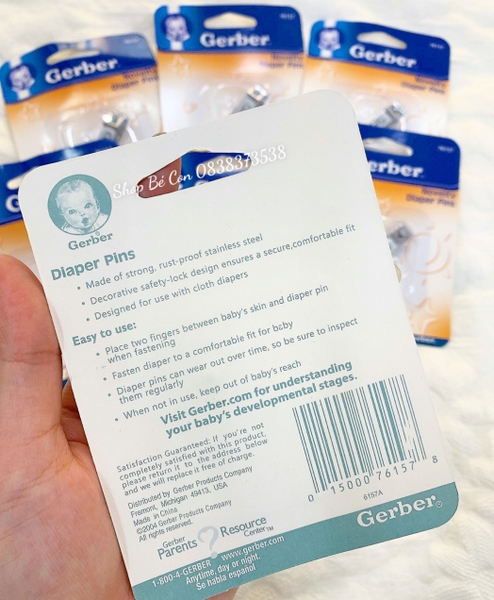 Gerber
Gerber
Gerber
Diaper Pins
Gerber
Diaper Pins
Shop Bé Con 0838373538
Gerber
Diaper Pins
• Made of strong, rust-proof stainless steel
• Decorative safety-lock design ensures a secure,comfortable fit
• Designed for use with cloth diapers
Easy to use:
• Place two fingers between baby's skin and diaper pin
when fastening
• Fasten diaper to a comfortable fit for baby
• Diaper pins can wear out over time, so be sure to inspect
them regularly
• When not in use, keep out of baby's reach
Visit Gerber.com for understanding
your baby's developmental stages.
Satisfaction Guaranteed: If you're not
completely satisfied with this product,
please return it to the address below
and we will replace it free of charge.
Distributed by Gerber Products Company
Fremont, Michigan 49413, USA
Made in China
©2004 Gerber Products Company
All rights reserved.
0 15000 76157 8
6157A
Gerber
Parents Resource
Center™
Gerber®
1-800-4-GERBER www.gerber.com
Anytime, day or night.
Se habla español